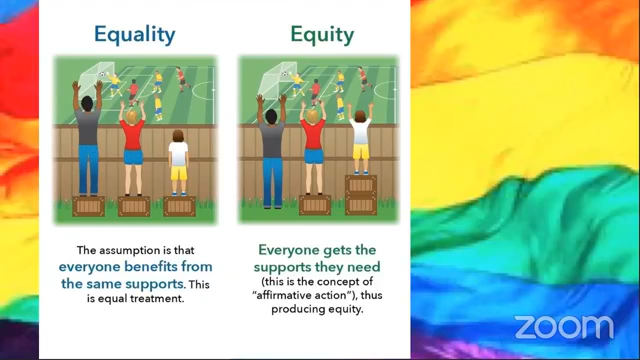 Equality
The assumption is that
everyone benefits from
the same supports. This
is equal treatment.
Equity
Everyone gets the
supports they need
(this is the concept of
"affirmative action"), thus
producing equity.
zoom